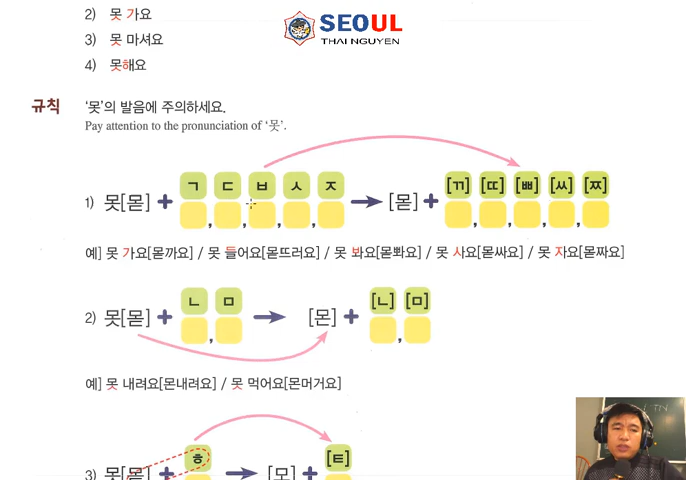 SEOUL
THAI NGUYEN
2) 못 가요
3) 못 마셔요
4) 못해요
규칙 '못'의 발음에 주의하세요.
Pay attention to the pronunciation of '못'.
1) 못[몯] + ㄱ, ㄷ, ㅂ, ㅅ, ㅈ → [몯] + [ㄲ], [ㄸ], [ㅃ], [ㅆ], [ㅉ]
예] 못 가요[몯까요] / 못 들어요[몯뜨러요] / 못 봐요[몯뽜요] / 못 사요[몯싸요] / 못 자요[몯짜요]
2) 못[몯] + ㄴ, ㅁ → [몬] + [ㄴ], [ㅁ]
예] 못 내려요[몬내려요] / 못 먹어요[몬머거요]
3) 못[몯] + ㅎ → [모] + [ㅌ]
TN